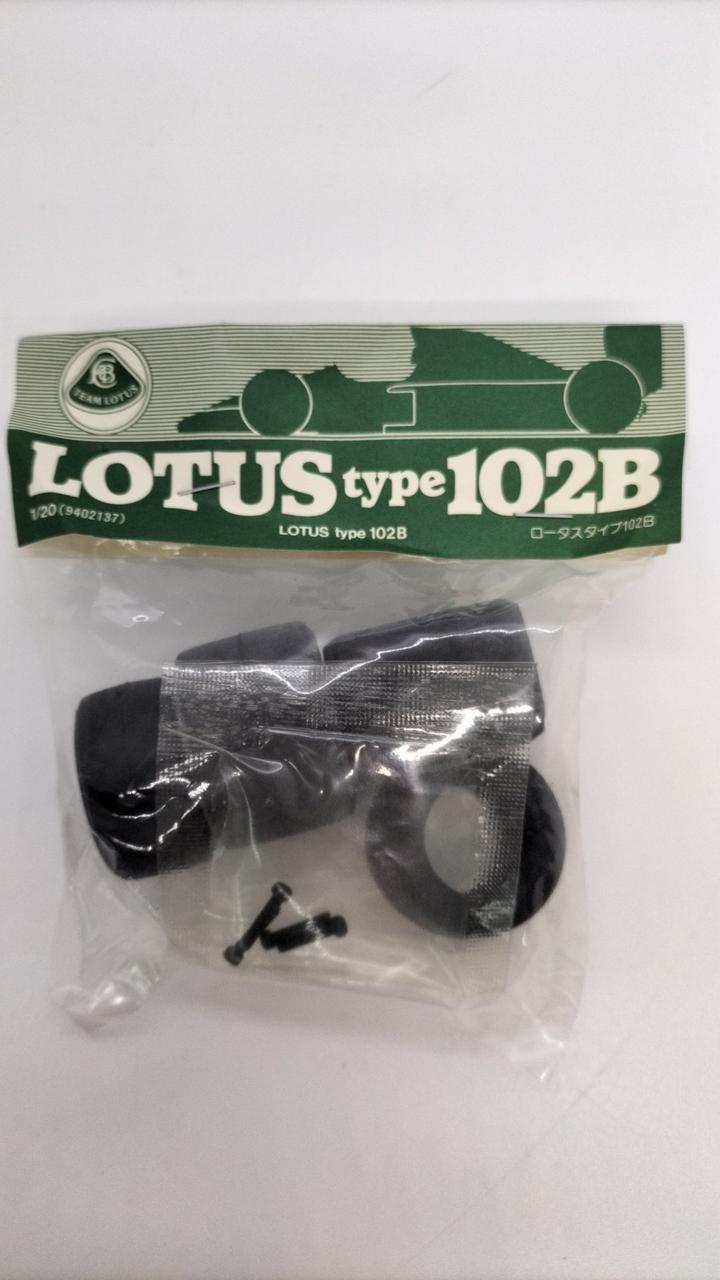 TEAM LOTUS
LOTUS type 102B
1/20(9402137)
LOTUS type 102B
ロータスタイプ102B